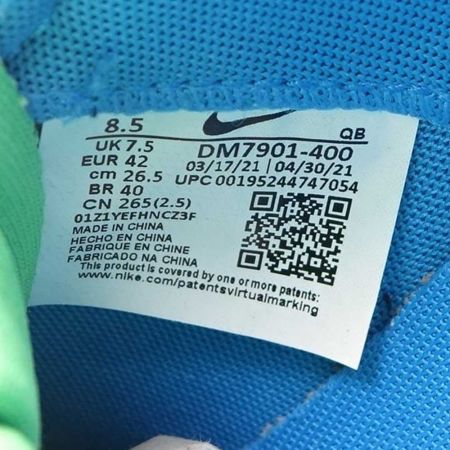 8.5 QB
UK 7.5 DM7901-400
EUR 42 03/17/21 | 04/30/21
cm 26.5 UPC 00195244747054
BR 40
CN 265(2.5)
01Z1YEFHNCZ3F
MADE IN CHINA
HECHO EN CHINA
FABRIQUE EN CHINE
FABRICADO NA CHINA
This product is covered by one or more patents:
www.nike.com/patentsvirtualmarking